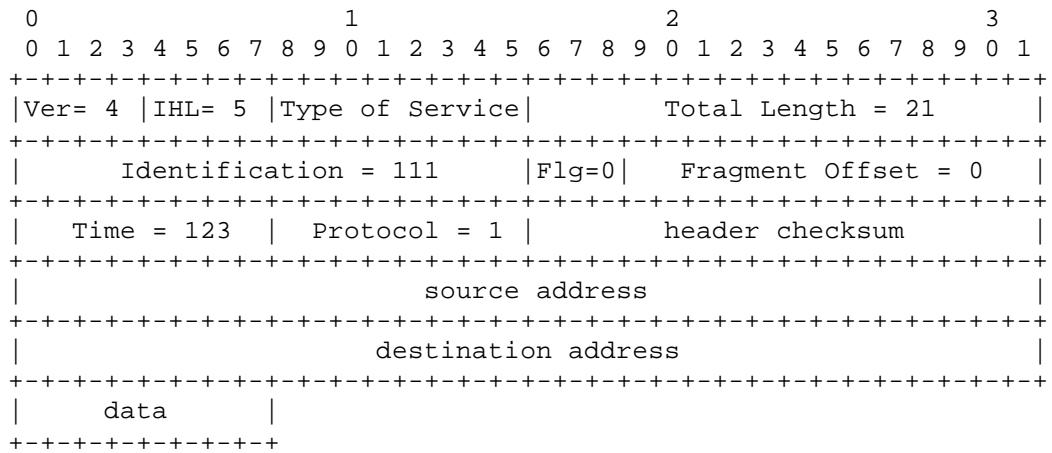 0                   1                   2                   3
 0 1 2 3 4 5 6 7 8 9 0 1 2 3 4 5 6 7 8 9 0 1 2 3 4 5 6 7 8 9 0 1
+-+-+-+-+-+-+-+-+-+-+-+-+-+-+-+-+-+-+-+-+-+-+-+-+-+-+-+-+-+-+-+-+
|Ver= 4 |IHL= 5 |Type of Service|        Total Length = 21      |
+-+-+-+-+-+-+-+-+-+-+-+-+-+-+-+-+-+-+-+-+-+-+-+-+-+-+-+-+-+-+-+-+
|      Identification = 111     |Flg=0|   Fragment Offset = 0   |
+-+-+-+-+-+-+-+-+-+-+-+-+-+-+-+-+-+-+-+-+-+-+-+-+-+-+-+-+-+-+-+-+
|   Time = 123  |  Protocol = 1 |        header checksum        |
+-+-+-+-+-+-+-+-+-+-+-+-+-+-+-+-+-+-+-+-+-+-+-+-+-+-+-+-+-+-+-+-+
|                         source address                        |
+-+-+-+-+-+-+-+-+-+-+-+-+-+-+-+-+-+-+-+-+-+-+-+-+-+-+-+-+-+-+-+-+
|                      destination address                      |
+-+-+-+-+-+-+-+-+-+-+-+-+-+-+-+-+-+-+-+-+-+-+-+-+-+-+-+-+-+-+-+-+
|     data      |
+-+-+-+-+-+-+-+-+